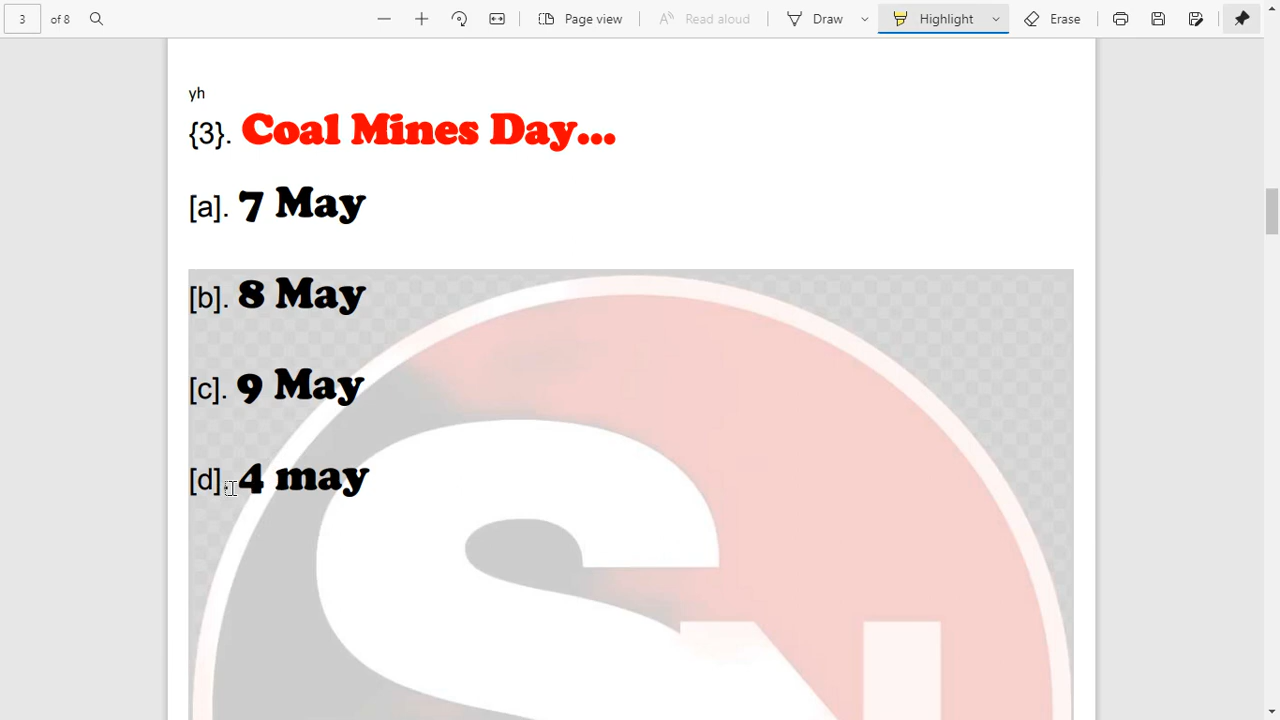 3 of 8 Page view Read aloud Draw Highlight Erase
yh
{3}. Coal Mines Day...
[a]. 7 May
[b]. 8 May
[c]. 9 May
[d]. 4 may
SN